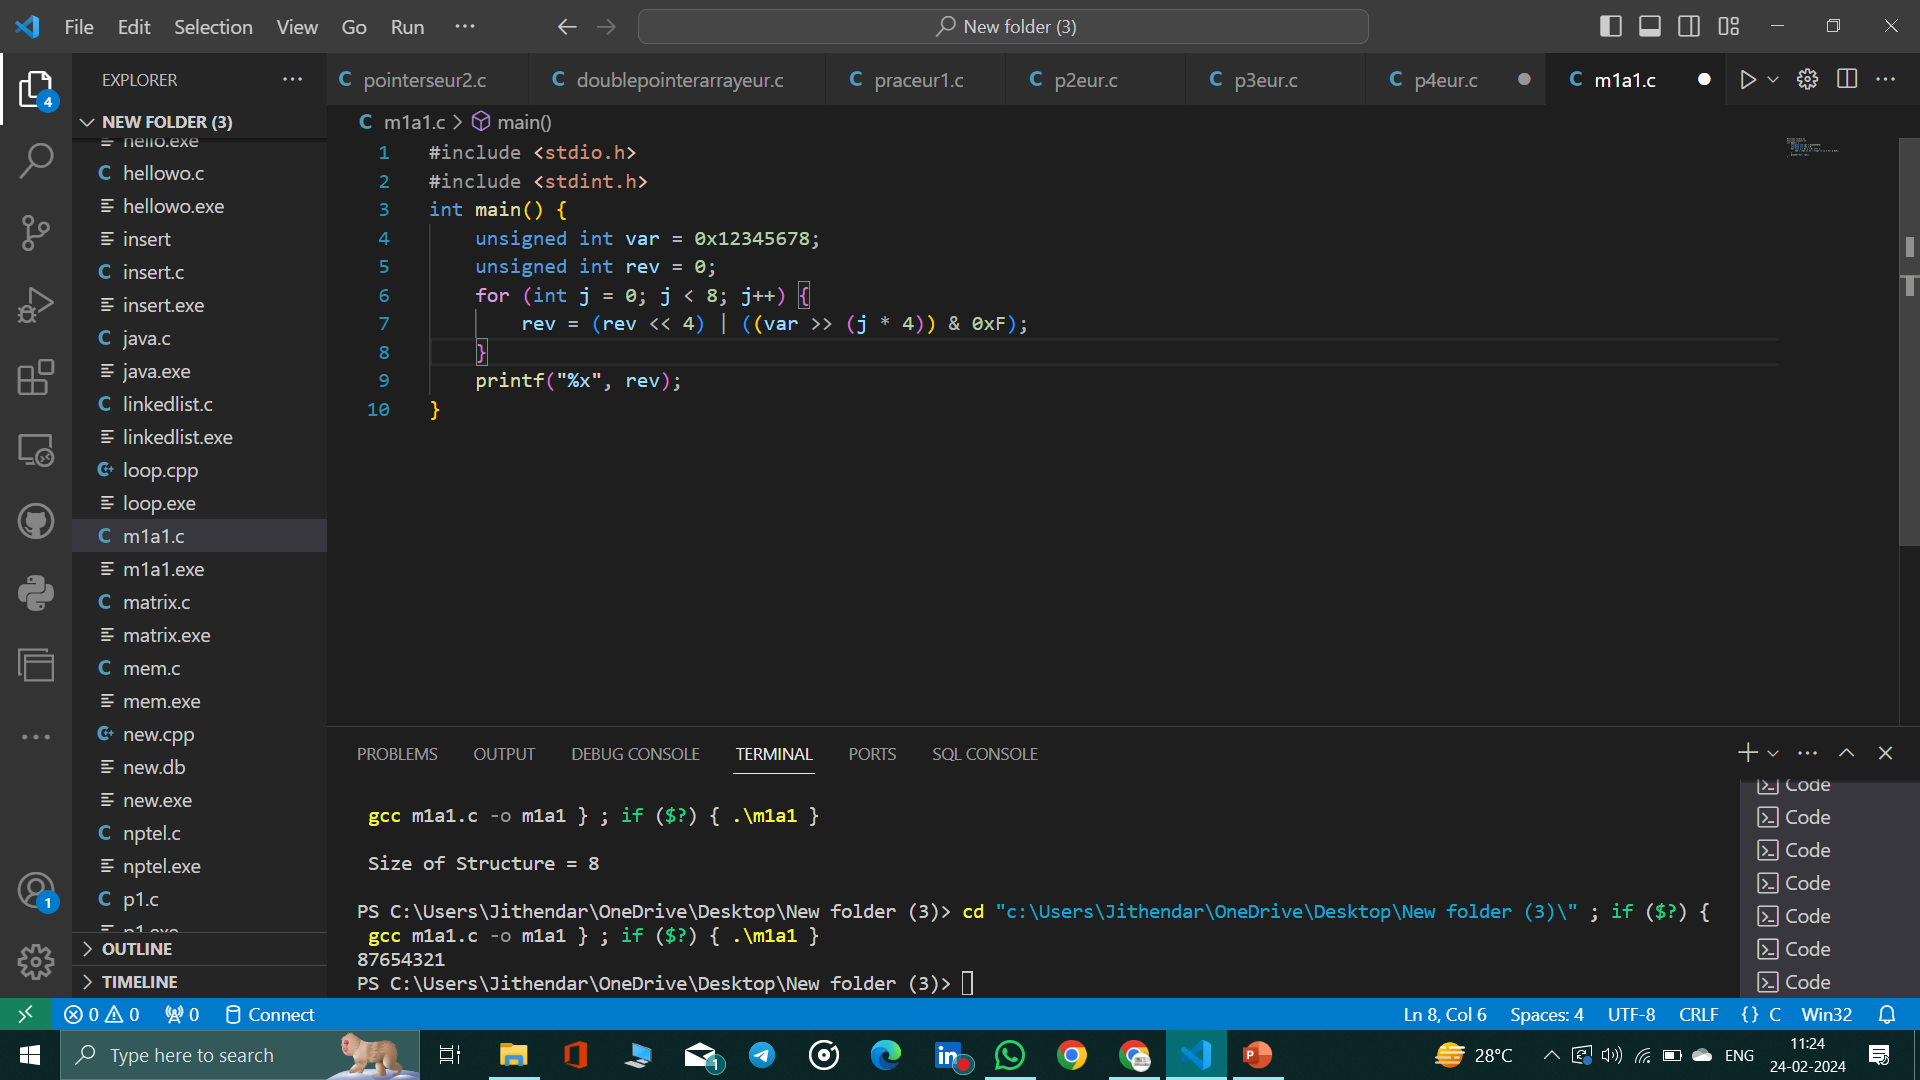 File Edit Selection View Go Run ··· New folder (3)
EXPLORER ···
pointerseur2.c doublepointerarrayeur.c praceur1.c p2eur.c p3eur.c p4eur.c m1a1.c
NEW FOLDER (3)
hello.exe
hellowo.c
hellowo.exe
insert
insert.c
insert.exe
java.c
java.exe
linkedlist.c
linkedlist.exe
loop.cpp
loop.exe
m1a1.c
m1a1.exe
matrix.c
matrix.exe
mem.c
mem.exe
new.cpp
new.db
new.exe
nptel.c
nptel.exe
p1.c
p1.exe
OUTLINE
TIMELINE
4
1
m1a1.c > main()
1 #include <stdio.h>
2 #include <stdint.h>
3 int main() {
4 unsigned int var = 0x12345678;
5 unsigned int rev = 0;
6 for (int j = 0; j < 8; j++) {
7 rev = (rev << 4) | ((var >> (j * 4)) & 0xF);
8 }
9 printf("%x", rev);
10 }
PROBLEMS OUTPUT DEBUG CONSOLE TERMINAL PORTS SQL CONSOLE
gcc m1a1.c -o m1a1 } ; if ($?) { .\m1a1 }
Size of Structure = 8
PS C:\Users\Jithendar\OneDrive\Desktop\New folder (3)> cd "c:\Users\Jithendar\OneDrive\Desktop\New folder (3)\" ; if ($?) {
gcc m1a1.c -o m1a1 } ; if ($?) { .\m1a1 }
87654321
PS C:\Users\Jithendar\OneDrive\Desktop\New folder (3)>
Code
Code
Code
Code
Code
Code
Code
0 0 0 Connect Ln 8, Col 6 Spaces: 4 UTF-8 CRLF {} C Win32
Type here to search 1 28°C ENG 11:24
24-02-2024